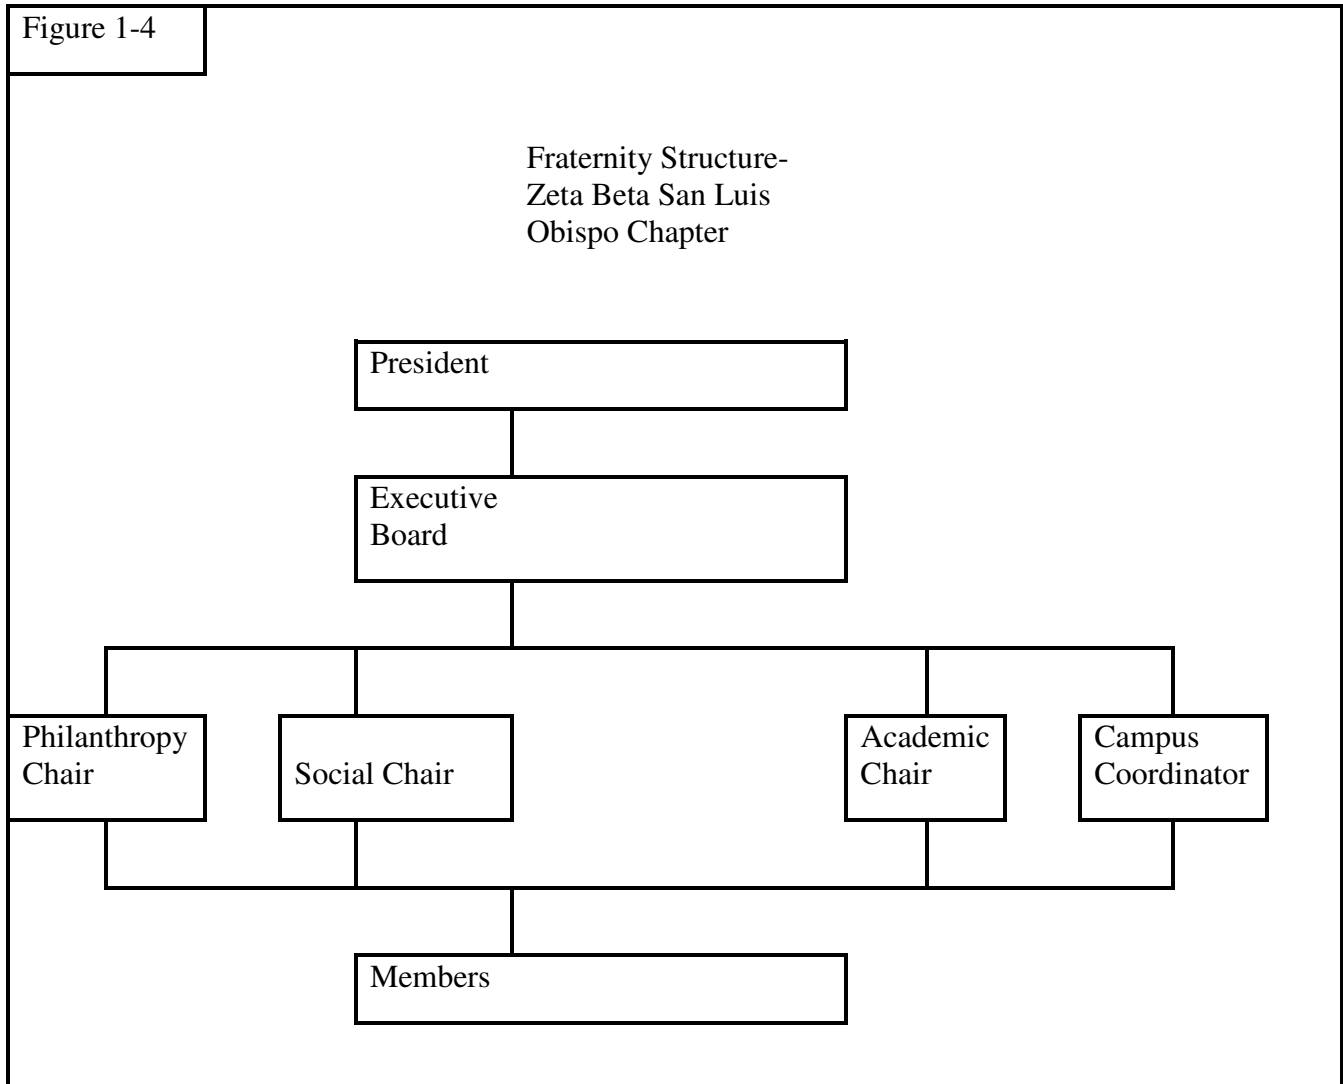 Figure 1-4
Fraternity Structure-
Zeta Beta San Luis
Obispo Chapter
President
Executive
Board
Philanthropy
Chair
Social Chair
Academic
Chair
Campus
Coordinator
Members